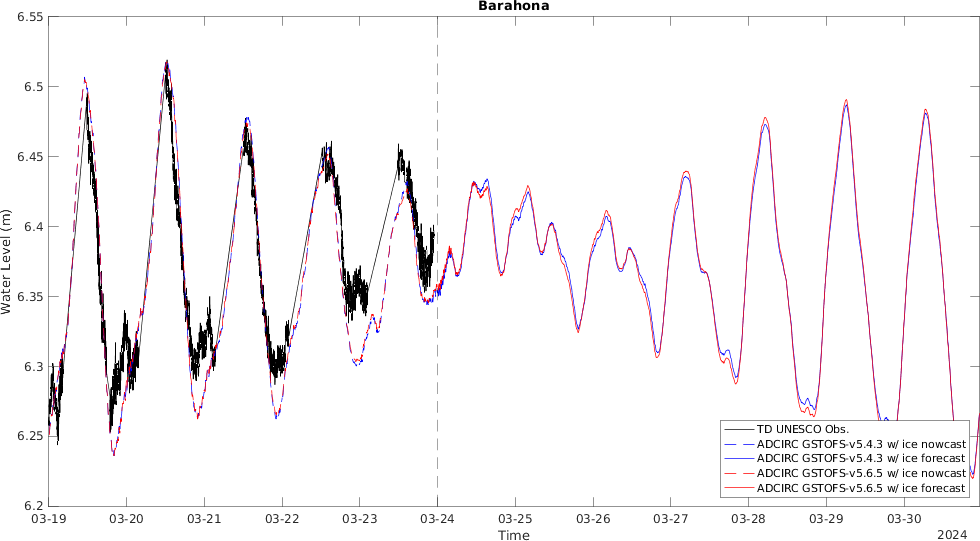 Barahona
6.55
6.5
6.45
6.4
6.35
6.3
6.25
6.2
Water Level (m)
TD UNESCO Obs.
ADCIRC GSTOFS-v5.4.3 w/ ice nowcast
ADCIRC GSTOFS-v5.4.3 w/ ice forecast
ADCIRC GSTOFS-v5.6.5 w/ ice nowcast
ADCIRC GSTOFS-v5.6.5 w/ ice forecast
03-19 03-20 03-21 03-22 03-23 03-24 03-25 03-26 03-27 03-28 03-29 03-30
Time
2024